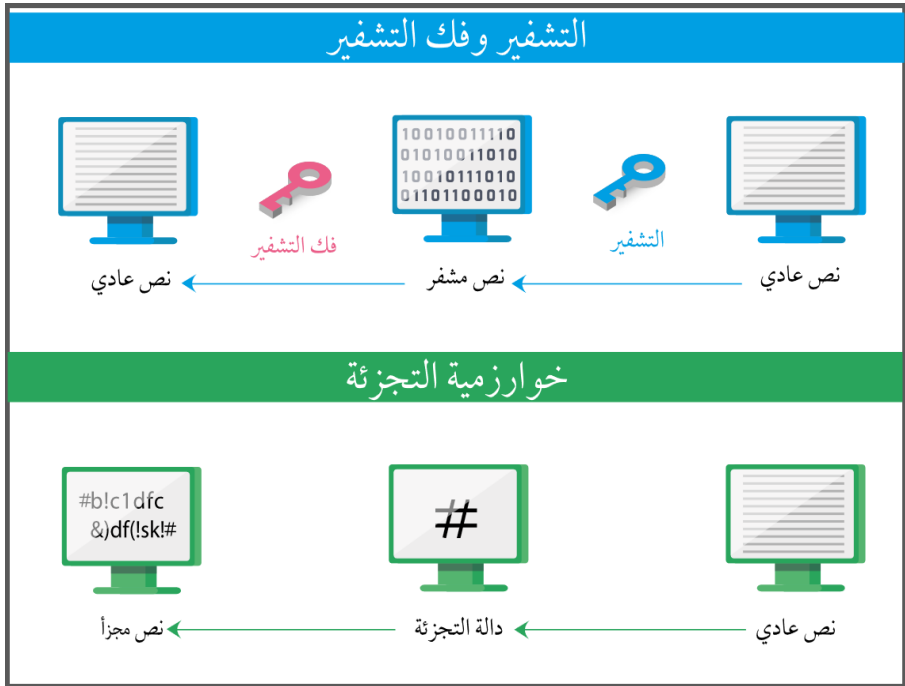 التشفير وفك التشفير
10010011110
01010011010
10010111010
01101100010
التشفير
فك التشفير
نص عادي
نص مشفر
نص عادي
خوارزمية التجزئة
#
#b!c1dfc
&)df(!sk!#
نص عادي
دالة التجزئة
نص مجزأ